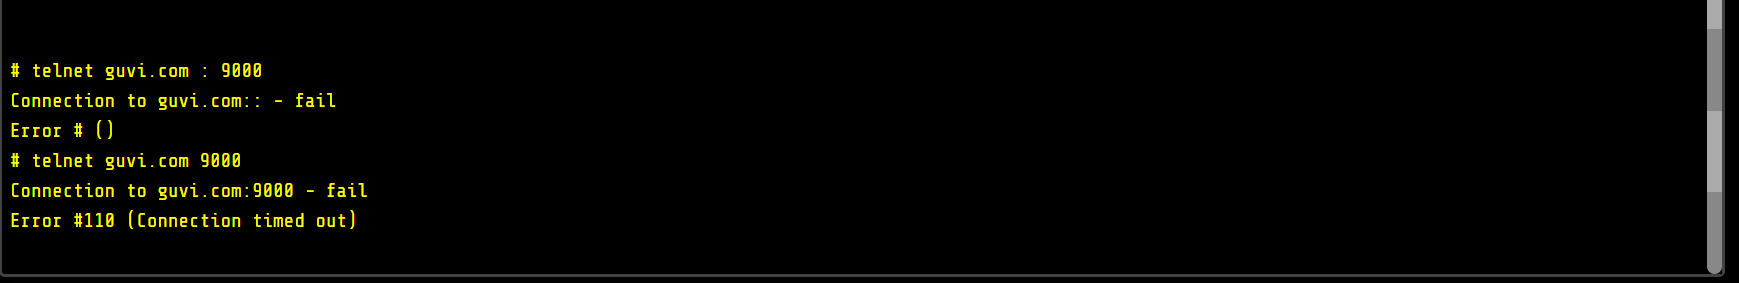 # telnet guvi.com : 9000
Connection to guvi.com:: - fail
Error # ()
# telnet guvi.com 9000
Connection to guvi.com:9000 - fail
Error #110 (Connection timed out)